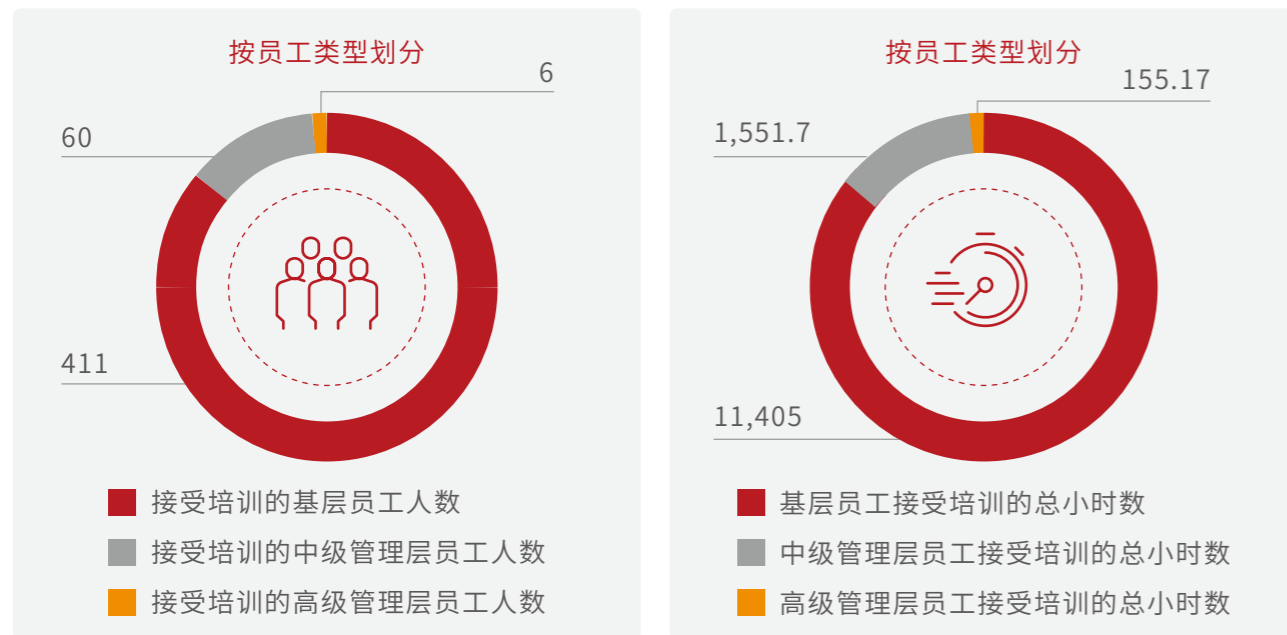 按员工类型划分
6
60
411
接受培训的基层员工人数
接受培训的中级管理层员工人数
接受培训的高级管理层员工人数
按员工类型划分
155.17
1,551.7
11,405
基层员工接受培训的总小时数
中级管理层员工接受培训的总小时数
高级管理层员工接受培训的总小时数